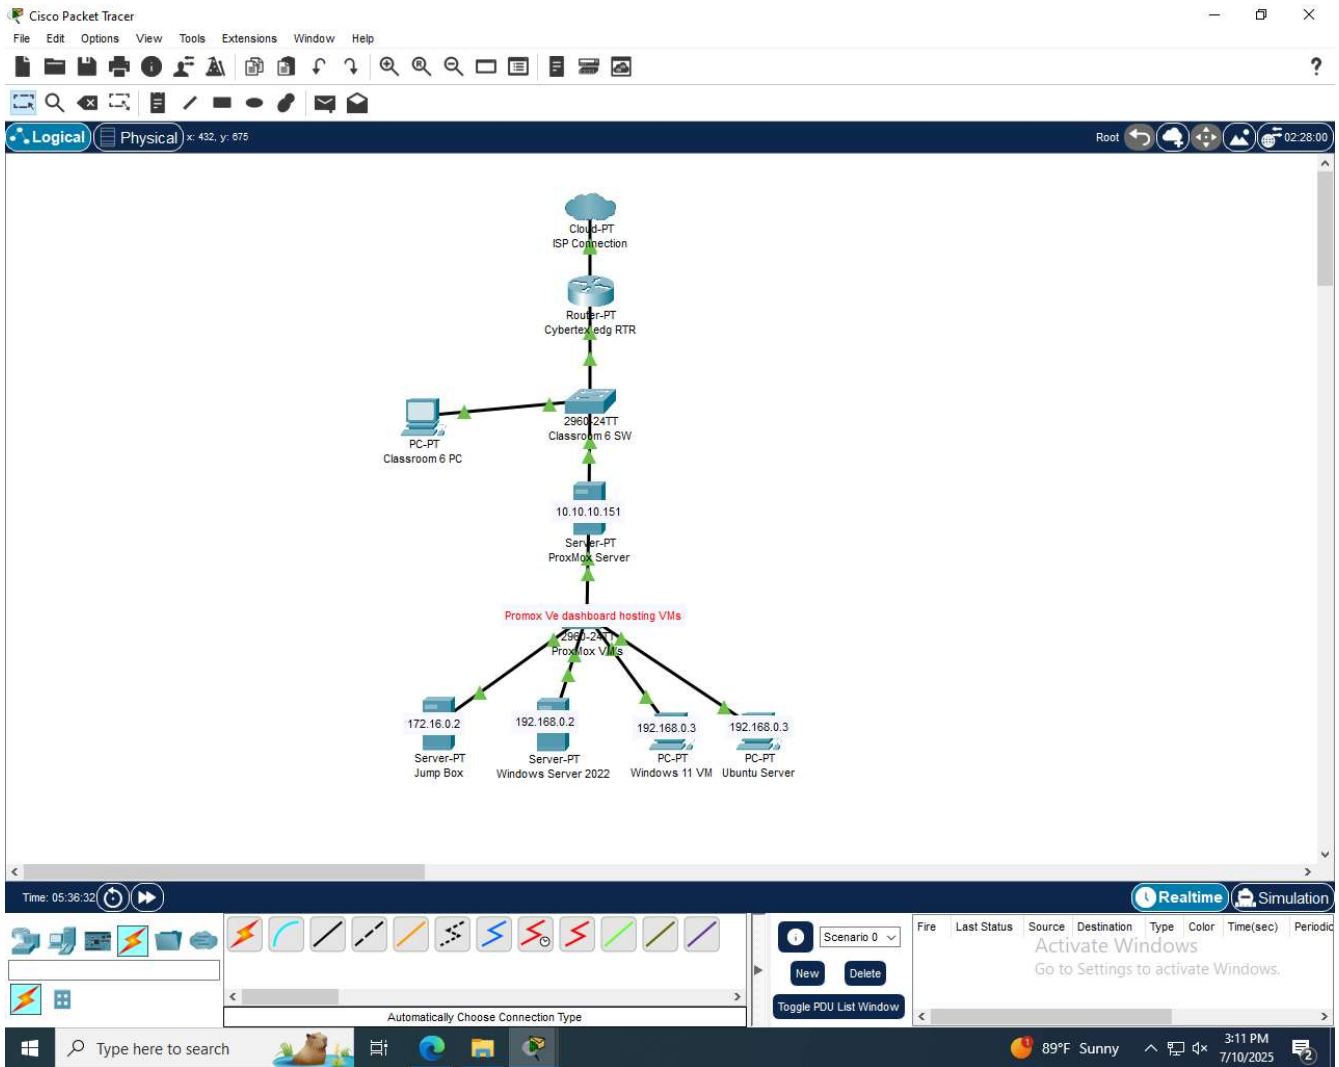 Cisco Packet Tracer
File Edit Options View Tools Extensions Window Help
Logical Physical x: 432, y: 675 Root 02:28:00
Cloud-PT
ISP Connection
Router-PT
Cybertex edg RTR
2960-24TT
Classroom 6 SW
PC-PT
Classroom 6 PC
10.10.10.151
Server-PT
ProxMox Server
Promox Ve dashboard hosting VMs
2960-24TT
ProxMox VM's
172.16.0.2
Server-PT
Jump Box
192.168.0.2
Server-PT
Windows Server 2022
192.168.0.3
PC-PT
Windows 11 VM
192.168.0.3
PC-PT
Ubuntu Server
Time: 05:36:32 Realtime Simulation
Scenario 0
New Delete
Toggle PDU List Window
Fire Last Status Source Destination Type Color Time(sec) Periodic
Activate Windows
Go to Settings to activate Windows.
Automatically Choose Connection Type
Type here to search
89°F Sunny
3:11 PM
7/10/2025
2